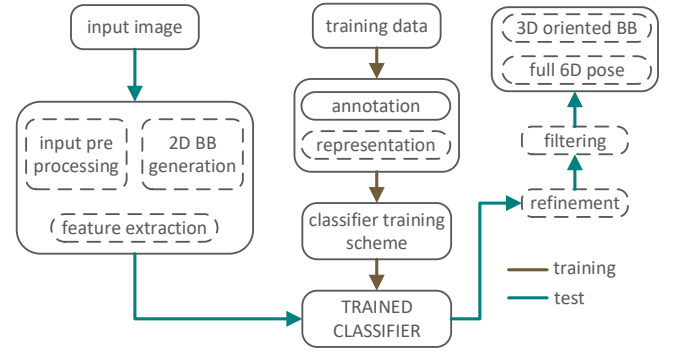 input image
input pre
processing
2D BB
generation
feature extraction
training data
annotation
representation
classifier training
scheme
TRAINED
CLASSIFIER
3D oriented BB
full 6D pose
filtering
refinement
training
test